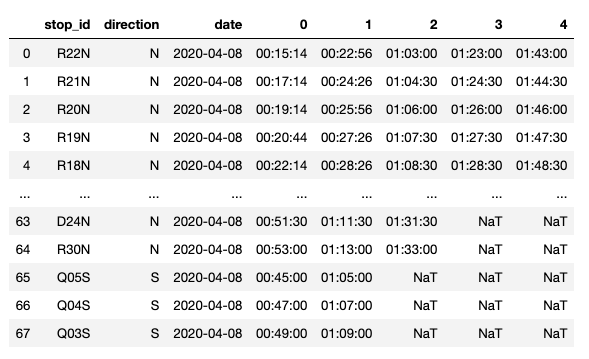 stop_id direction date 0 1 2 3 4
0 R22N N 2020-04-08 00:15:14 00:22:56 01:03:00 01:23:00 01:43:00
1 R21N N 2020-04-08 00:17:14 00:24:26 01:04:30 01:24:30 01:44:30
2 R20N N 2020-04-08 00:19:14 00:25:56 01:06:00 01:26:00 01:46:00
3 R19N N 2020-04-08 00:20:44 00:27:26 01:07:30 01:27:30 01:47:30
4 R18N N 2020-04-08 00:22:14 00:28:26 01:08:30 01:28:30 01:48:30
... ... ... ... ... ... ... ... ...
63 D24N N 2020-04-08 00:51:30 01:11:30 01:31:30 NaT NaT
64 R30N N 2020-04-08 00:53:00 01:13:00 01:33:00 NaT NaT
65 Q05S S 2020-04-08 00:45:00 01:05:00 NaT NaT NaT
66 Q04S S 2020-04-08 00:47:00 01:07:00 NaT NaT NaT
67 Q03S S 2020-04-08 00:49:00 01:09:00 NaT NaT NaT